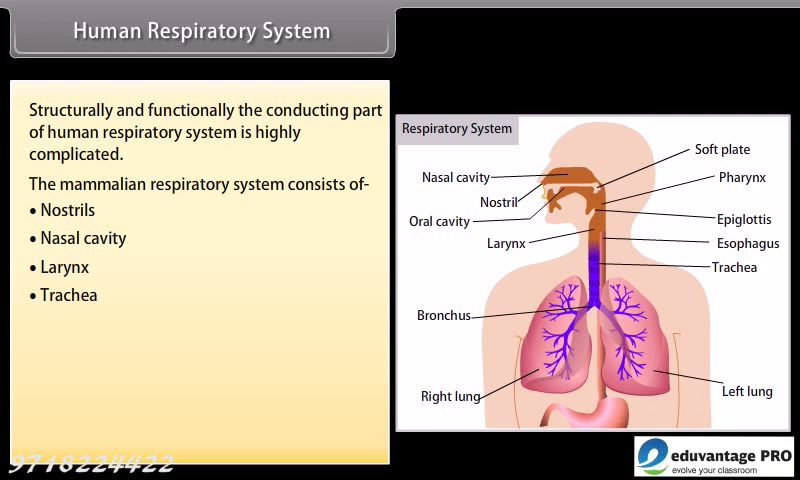 Human Respiratory System
Structurally and functionally the conducting part
of human respiratory system is highly
complicated.
The mammalian respiratory system consists of-
• Nostrils
• Nasal cavity
• Larynx
• Trachea
Respiratory System
Soft plate
Nasal cavity
Pharynx
Nostril
Oral cavity
Epiglottis
Larynx
Esophagus
Trachea
Bronchus
Right lung
Left lung
9718224422
eduvantage PRO
evolve your classroom